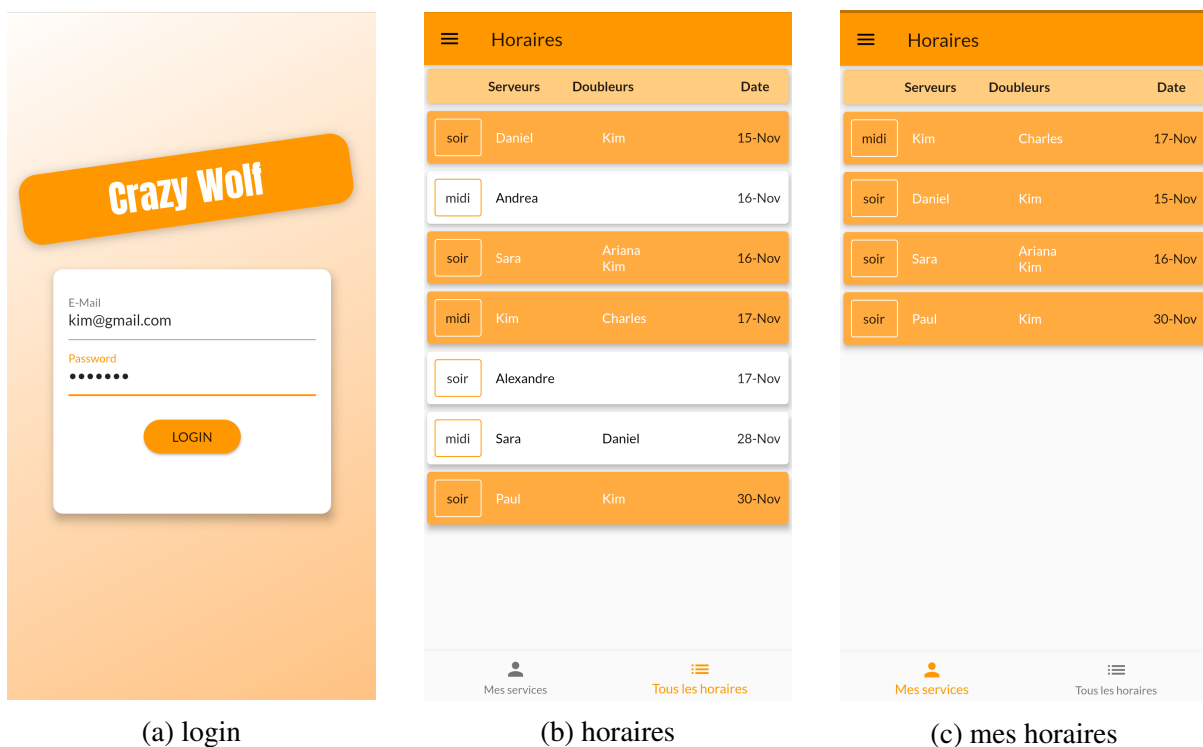 Crazy Wolf
E-Mail
kim@gmail.com
Password
•••••••
LOGIN
(a) login
Horaires
Serveurs Doubleurs Date
soir Daniel Kim 15-Nov
midi Andrea 16-Nov
soir Sara Ariana Kim 16-Nov
midi Kim Charles 17-Nov
soir Alexandre 17-Nov
midi Sara Daniel 28-Nov
soir Paul Kim 30-Nov
Mes services Tous les horaires
(b) horaires
Horaires
Serveurs Doubleurs Date
midi Kim Charles 17-Nov
soir Daniel Kim 15-Nov
soir Sara Ariana Kim 16-Nov
soir Paul Kim 30-Nov
Mes services Tous les horaires
(c) mes horaires